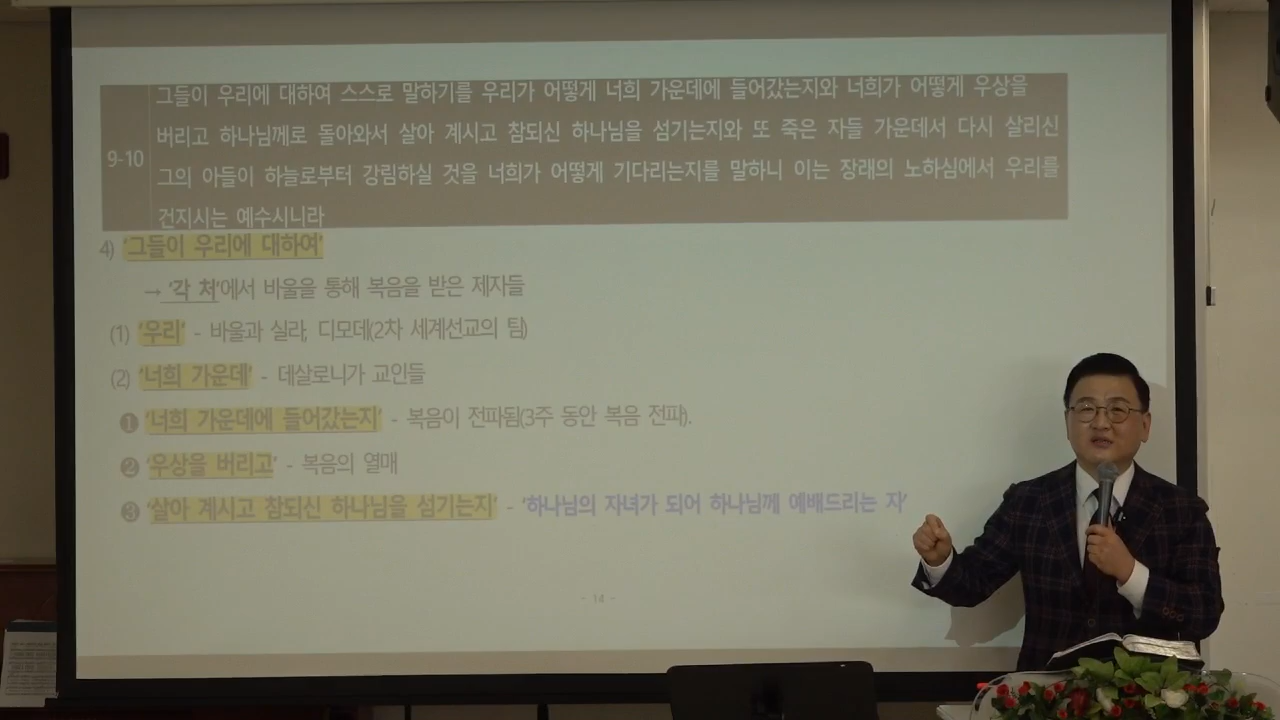 그들이 우리에 대하여 스스로 말하기를 우리가 어떻게 너희 가운데에 들어갔는지와 너희가 어떻게 우상을
버리고 하나님께로 돌아와서 살아 계시고 참되신 하나님을 섬기는지와 또 죽은 자들 가운데서 다시 살리신
9-10
그의 아들이 하늘로부터 강림하실 것을 너희가 어떻게 기다리는지를 말하니 이는 장래의 노하심에서 우리를
건지시는 예수시니라
4) '그들이 우리에 대하여'
→ '각 처'에서 바울을 통해 복음을 받은 제자들
(1) '우리' - 바울과 실라, 디모데(2차 세계선교의 팀)
(2) '너희 가운데' - 데살로니가 교인들
❶ '너희 가운데에 들어갔는지' - 복음이 전파됨(3주 동안 복음 전파).
❷ '우상을 버리고' - 복음의 열매
❸ '살아 계시고 참되신 하나님을 섬기는지' - '하나님의 자녀가 되어 하나님께 예배드리는 자'
- 14 -